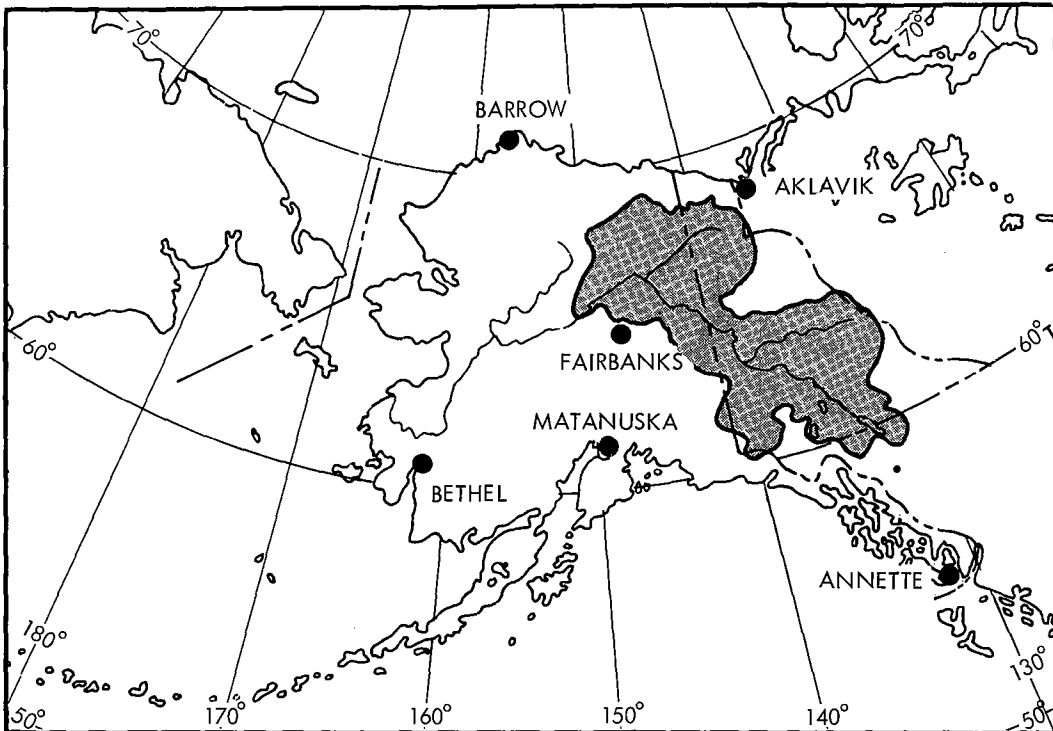 70°
70°
BARROW
AKLAVIK
60°
60°
FAIRBANKS
MATANUSKA
BETHEL
ANNETTE
180°
130°
50°
170°
160°
150°
140°
50°